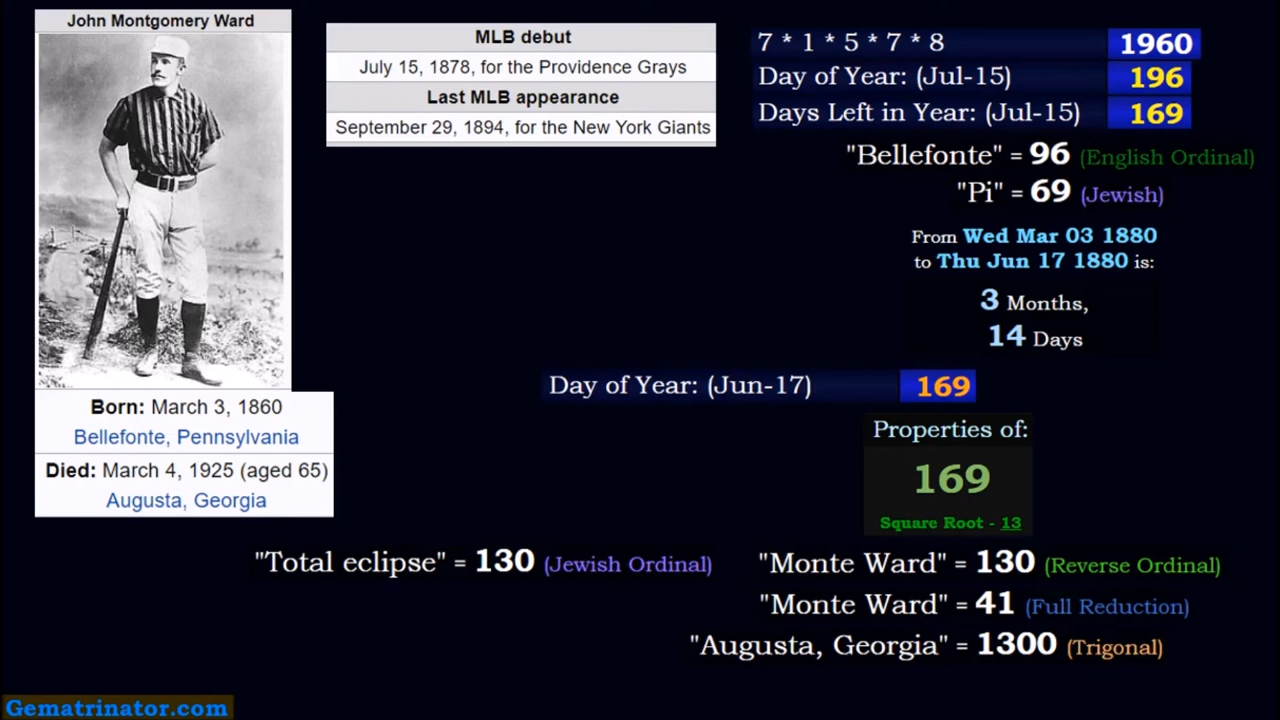 John Montgomery Ward
MLB debut
July 15, 1878, for the Providence Grays
Last MLB appearance
September 29, 1894, for the New York Giants
7 * 1 * 5 * 7 * 8 1960
Day of Year: (Jul-15) 196
Days Left in Year: (Jul-15) 169
"Bellefonte" = 96 (English Ordinal)
"Pi" = 69 (Jewish)
From Wed Mar 03 1880
to Thu Jun 17 1880 is:
3 Months,
14 Days
Day of Year: (Jun-17) 169
Born: March 3, 1860
Bellefonte, Pennsylvania
Died: March 4, 1925 (aged 65)
Augusta, Georgia
Properties of:
169
Square Root - 13
"Total eclipse" = 130 (Jewish Ordinal)
"Monte Ward" = 130 (Reverse Ordinal)
"Monte Ward" = 41 (Full Reduction)
"Augusta, Georgia" = 1300 (Trigonal)
Gematrinator.com